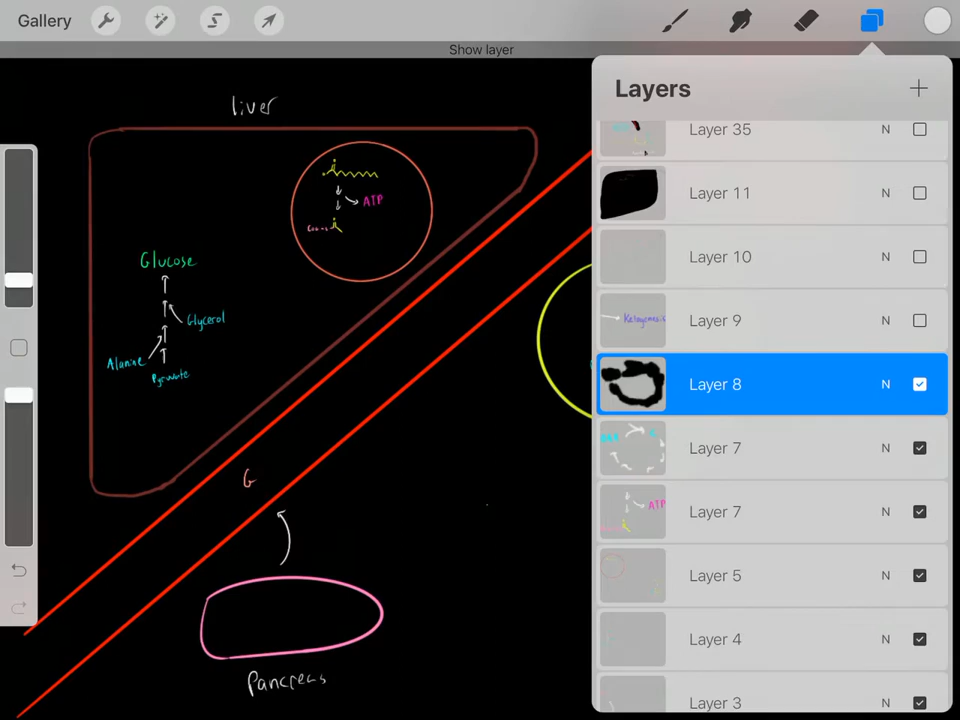 Gallery
Show layer
Layers
Layer 35
N
Layer 11
N
Layer 10
N
Layer 9
N
Layer 8
N
Layer 7
N
Layer 7
N
ATP
Layer 5
N
Layer 4
N
Layer 3
N
liver
ATP
Glucose
Glycerol
Alanine
Pyruvate
G
Pancreas